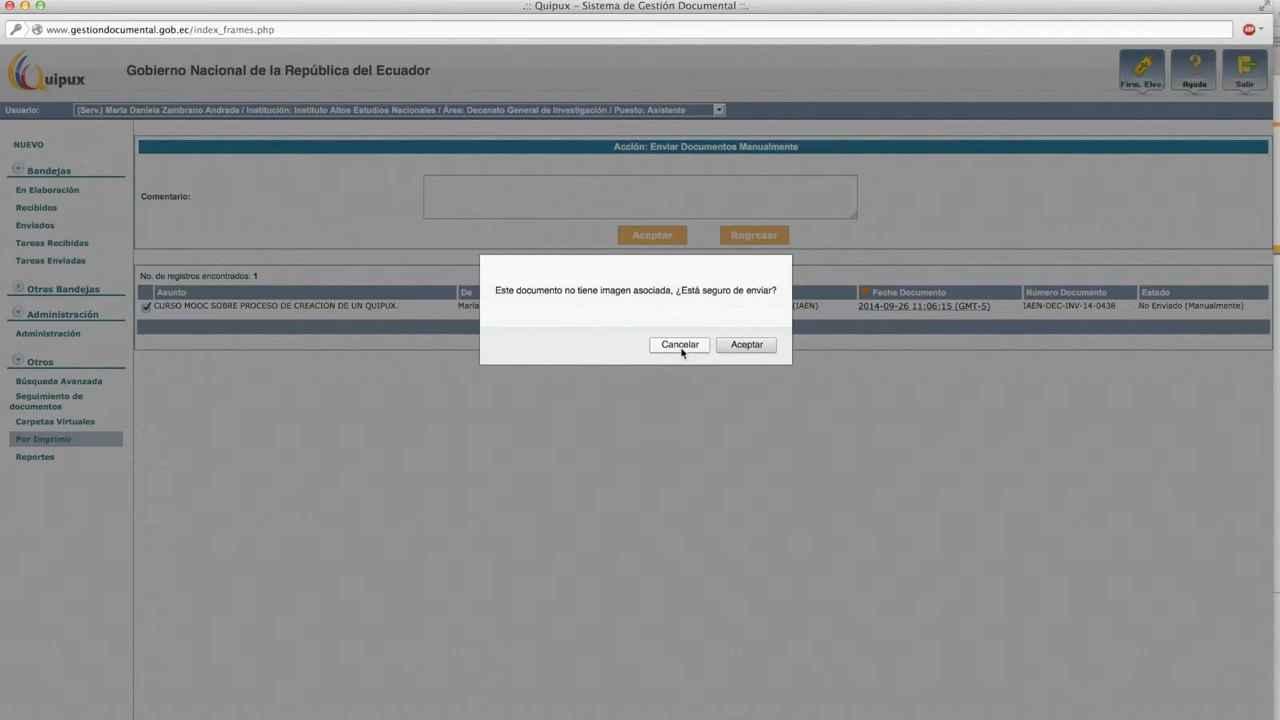 .:: Quipux - Sistema de Gestión Documental ::.
www.gestiondocumental.gob.ec/index_frames.php
ABP
Quipux
Gobierno Nacional de la República del Ecuador
Firm. Elec.
Ayuda
Salir
Usuario:
(Serv.) María Daniela Zambrano Andrade / Institución: Instituto Altos Estudios Nacionales / Área: Decanato General de Investigación / Puesto: Asistente
NUEVO
Bandejas
En Elaboración
Recibidos
Enviados
Tareas Recibidas
Tareas Enviadas
Otras Bandejas
Administración
Administración
Otros
Búsqueda Avanzada
Seguimiento de
documentos
Carpetas Virtuales
Por Imprimir
Reportes
Acción: Enviar Documentos Manualmente
Comentario:
Aceptar Regresar
No. de registros encontrados: 1
Asunto De Fecha Documento Número Documento Estado
CURSO MOOC SOBRE PROCESO DE CREACION DE UN QUIPUX. María (IAEN) 2014-09-26 11:06:15 (GMT-5) IAEN-DEC-INV-14-0438 No Enviado (Manualmente)
Este documento no tiene imagen asociada, ¿Está seguro de enviar?
Cancelar Aceptar